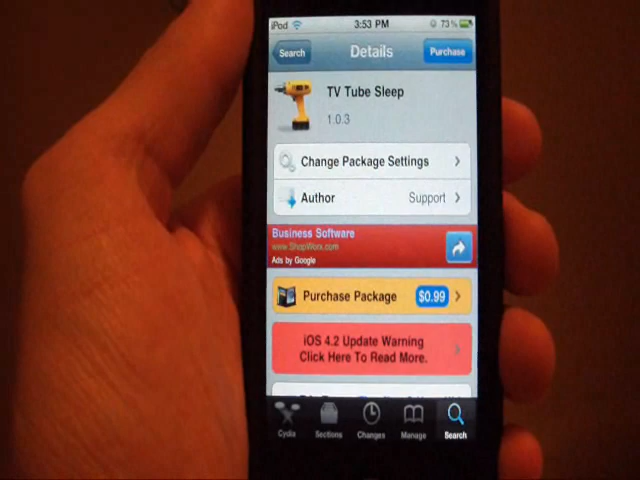 iPod 3:53 PM 73%
Search Details Purchase
TV Tube Sleep
1.0.3
Change Package Settings
Author Support
Business Software
www.ShopWorx.com
Ads by Google
Purchase Package $0.99
iOS 4.2 Update Warning
Click Here To Read More.
Cydia Sections Changes Manage Search